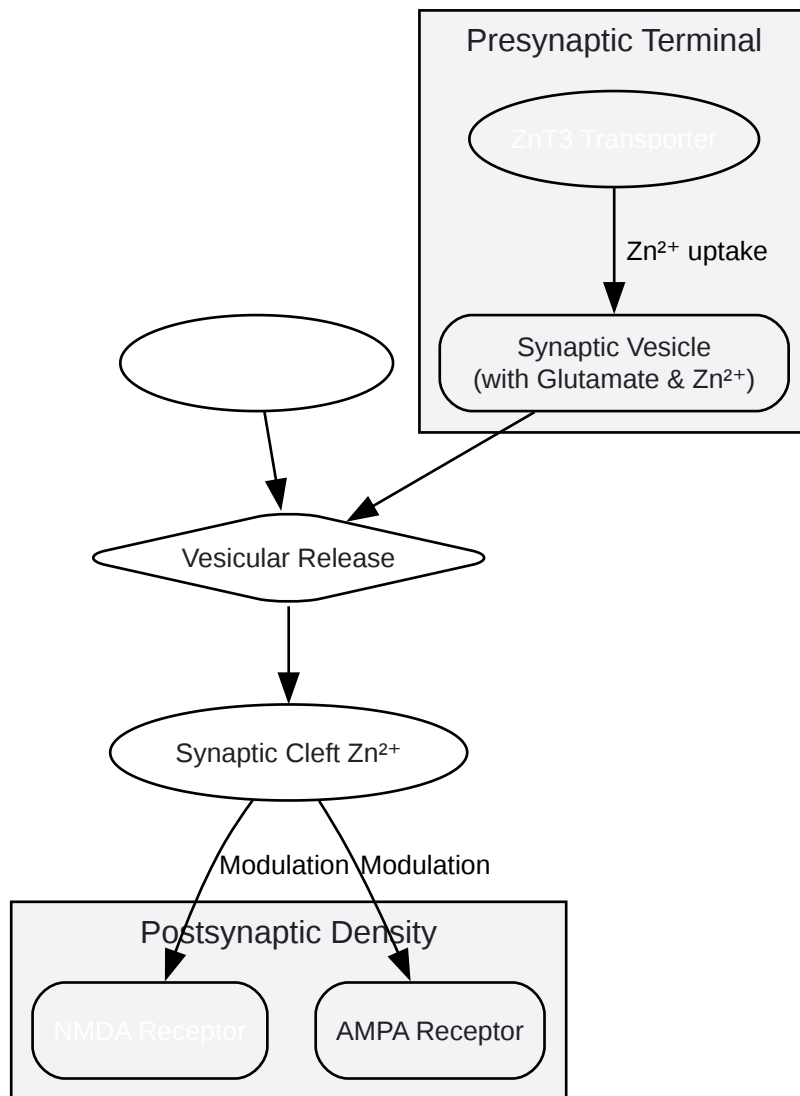 Presynaptic Terminal
ZnT3 Transporter
Zn²⁺ uptake
Synaptic Vesicle
(with Glutamate & Zn²⁺)
Vesicular Release
Synaptic Cleft Zn²⁺
Modulation
Modulation
Postsynaptic Density
NMDA Receptor
AMPA Receptor